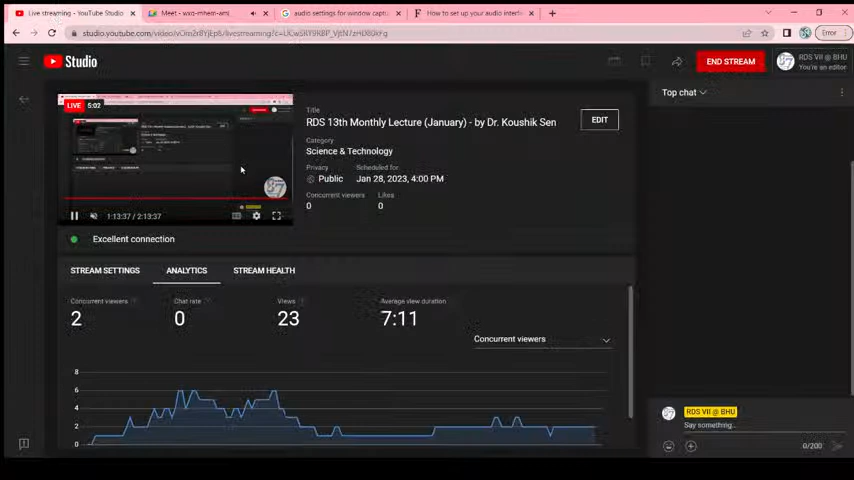 Live streaming - YouTube Studio
Meet - wxo-mhem-am
audio settings for window captu
How to set up your audio interf
Error
Studio
END STREAM
RDS VII @ BHU
You're an editor
LIVE 5:02
Title
RDS 13th Monthly Lecture (January) - by Dr. Koushik Sen
EDIT
Category
Science & Technology
Privacy
Scheduled for
Public
Jan 28, 2023, 4:00 PM
Concurrent viewers
Likes
0
0
1:13:37 / 2:13:37
Excellent connection
STREAM SETTINGS
ANALYTICS
STREAM HEALTH
Concurrent viewers
Chat rate
Views
Average view duration
2
0
23
7:11
Concurrent viewers
8
6
4
2
0
Top chat
RDS VII @ BHU
Say something...
0/200